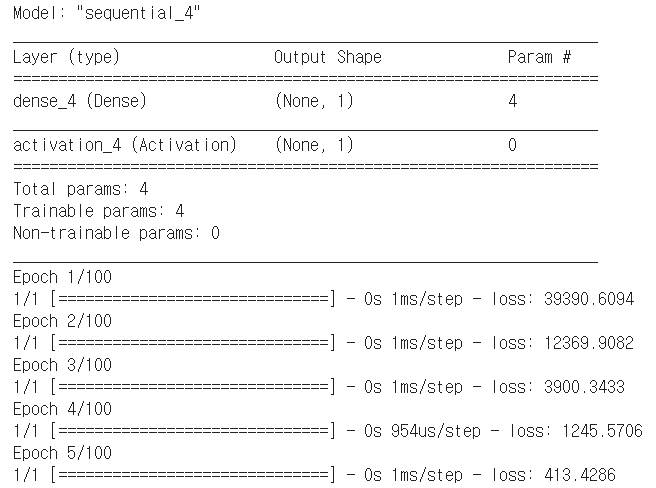 Model: "sequential_4"
_________________________________________________________________
Layer (type)                 Output Shape              Param #
=================================================================
dense_4 (Dense)              (None, 1)                 4
_________________________________________________________________
activation_4 (Activation)    (None, 1)                 0
=================================================================
Total params: 4
Trainable params: 4
Non-trainable params: 0
_________________________________________________________________
Epoch 1/100
1/1 [==============================] - 0s 1ms/step - loss: 39390.6094
Epoch 2/100
1/1 [==============================] - 0s 1ms/step - loss: 12369.9082
Epoch 3/100
1/1 [==============================] - 0s 1ms/step - loss: 3900.3433
Epoch 4/100
1/1 [==============================] - 0s 954us/step - loss: 1245.5706
Epoch 5/100
1/1 [==============================] - 0s 1ms/step - loss: 413.4286